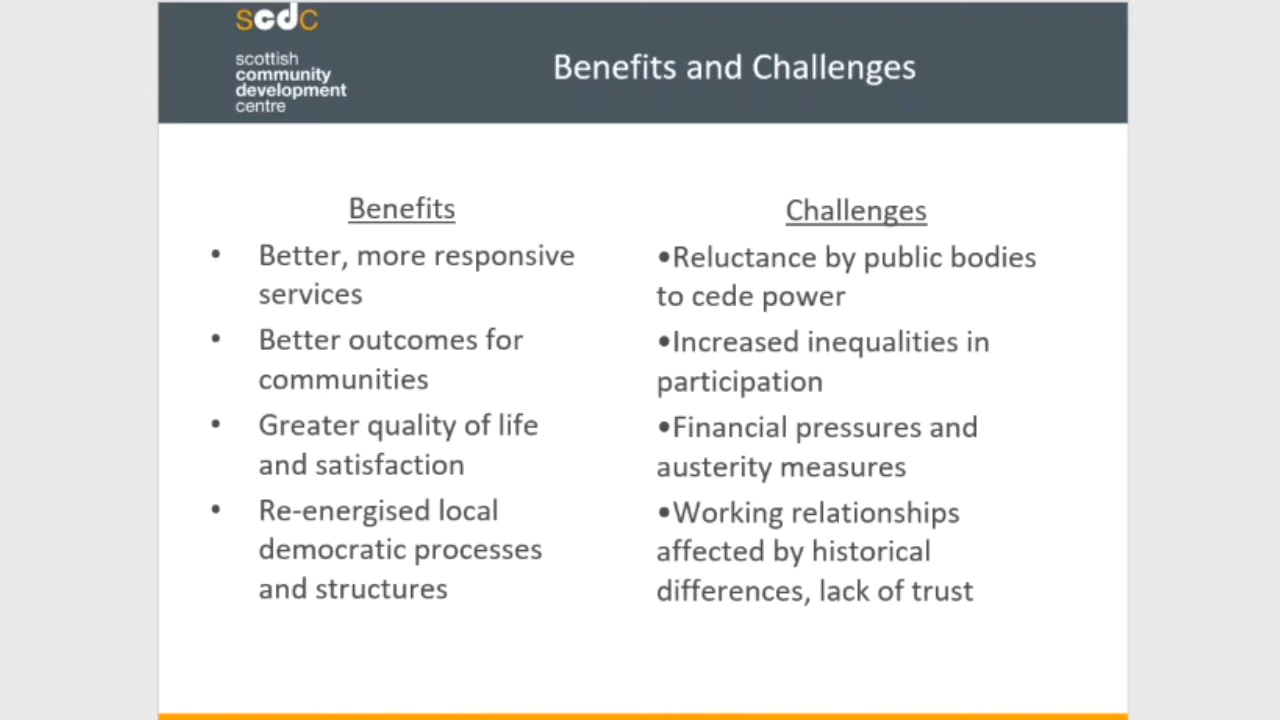 scdc
scottish
community
development
centre
Benefits and Challenges
Benefits
• Better, more responsive
services
• Better outcomes for
communities
• Greater quality of life
and satisfaction
• Re-energised local
democratic processes
and structures
Challenges
•Reluctance by public bodies
to cede power
•Increased inequalities in
participation
•Financial pressures and
austerity measures
•Working relationships
affected by historical
differences, lack of trust